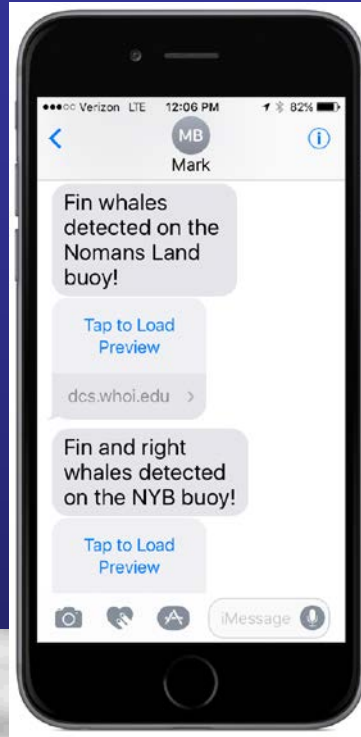 ●●●○○ Verizon LTE 12:06 PM 82%
MB
Mark
Fin whales
detected on the
Nomans Land
buoy!
Tap to Load
Preview
dcs.whoi.edu >
Fin and right
whales detected
on the NYB buoy!
Tap to Load
Preview
iMessage